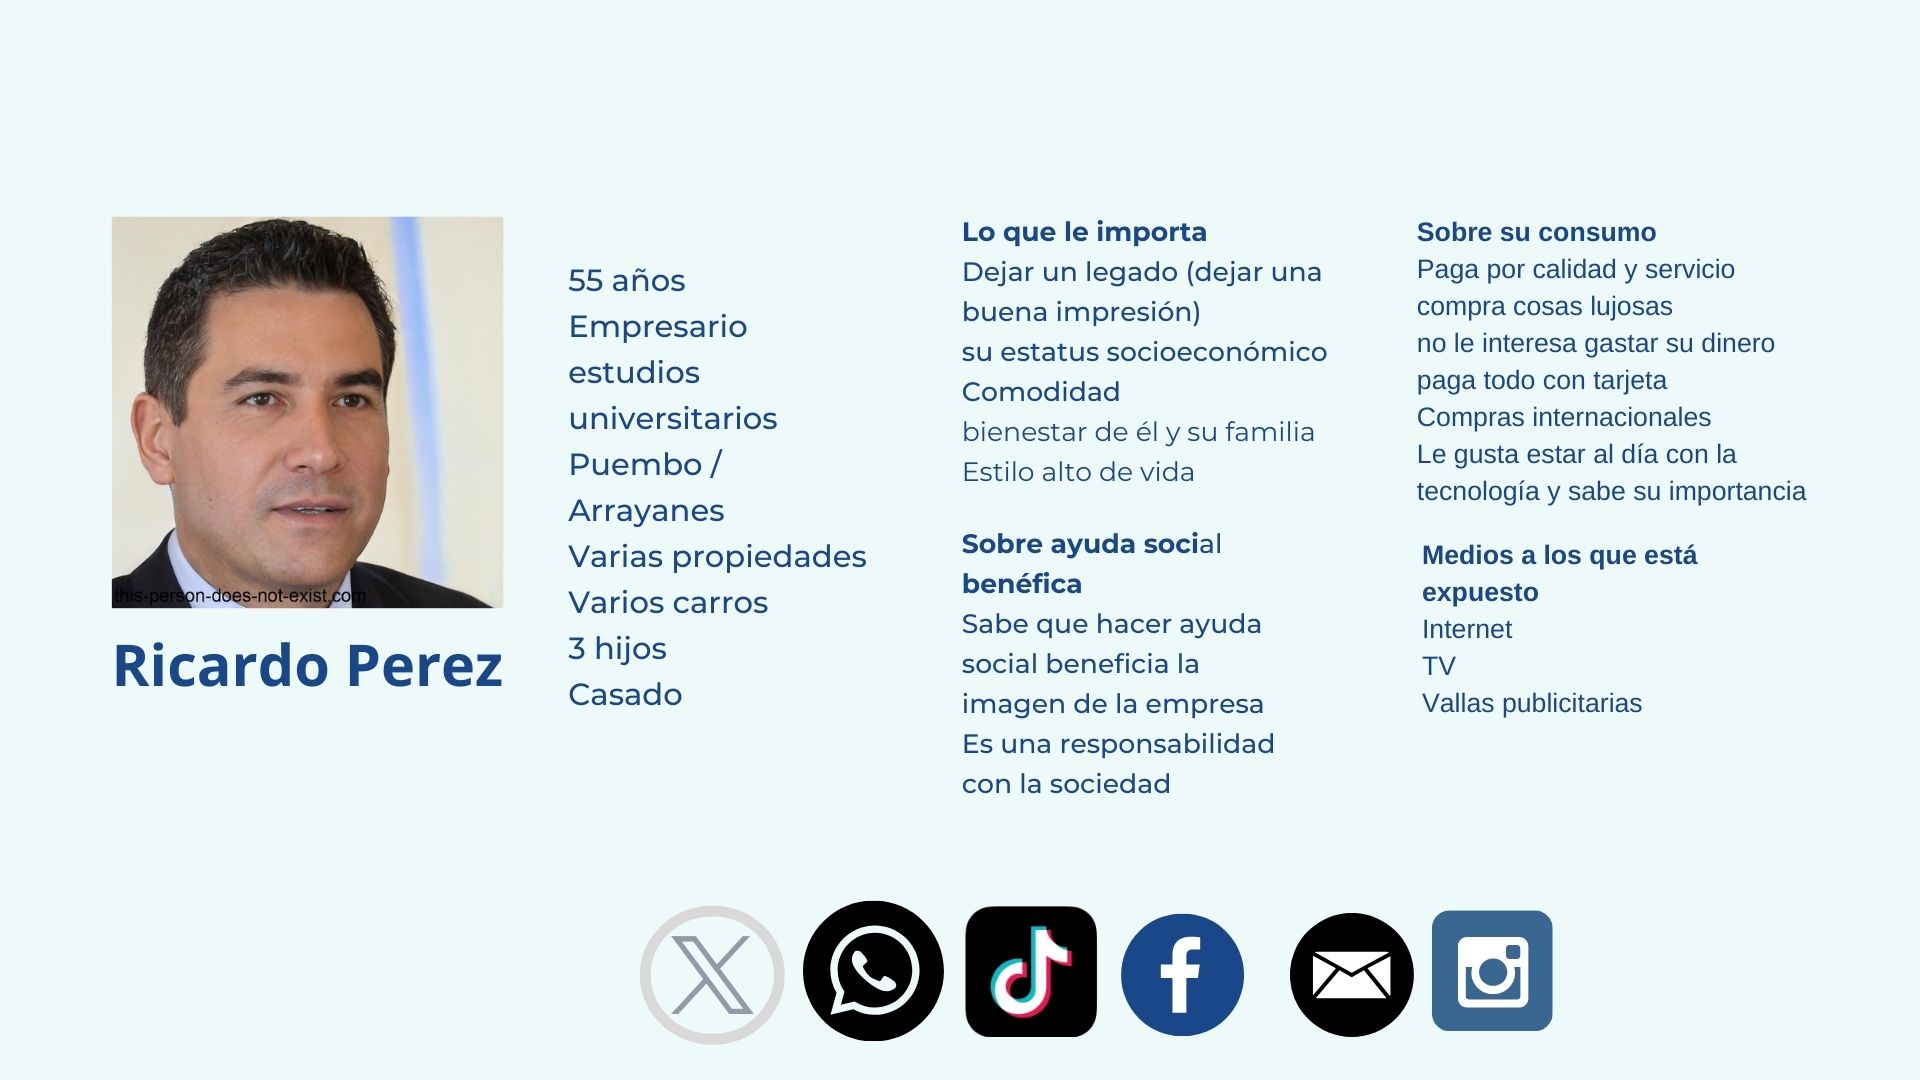 this-person-does-not-exist.com
Ricardo Perez
55 años
Empresario
estudios
universitarios
Puembo /
Arrayanes
Varias propiedades
Varios carros
3 hijos
Casado
Lo que le importa
Dejar un legado (dejar una
buena impresión)
su estatus socioeconómico
Comodidad
bienestar de él y su familia
Estilo alto de vida
Sobre ayuda social
benéfica
Sabe que hacer ayuda
social beneficia la
imagen de la empresa
Es una responsabilidad
con la sociedad
Sobre su consumo
Paga por calidad y servicio
compra cosas lujosas
no le interesa gastar su dinero
paga todo con tarjeta
Compras internacionales
Le gusta estar al día con la
tecnología y sabe su importancia
Medios a los que está
expuesto
Internet
TV
Vallas publicitarias